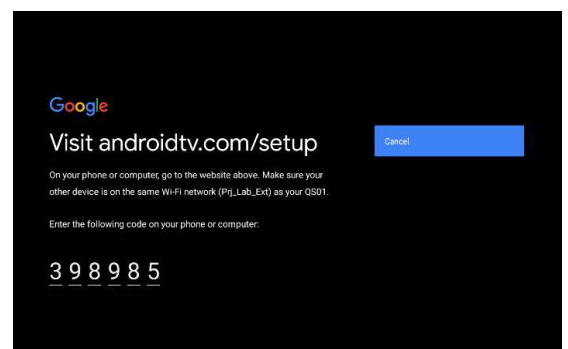 Google
Visit androidtv.com/setup
Cancel
On your phone or computer, go to the website above. Make sure your
other device is on the same Wi-Fi network (Prj_Lab_Ext) as your QS01.
Enter the following code on your phone or computer:
398985